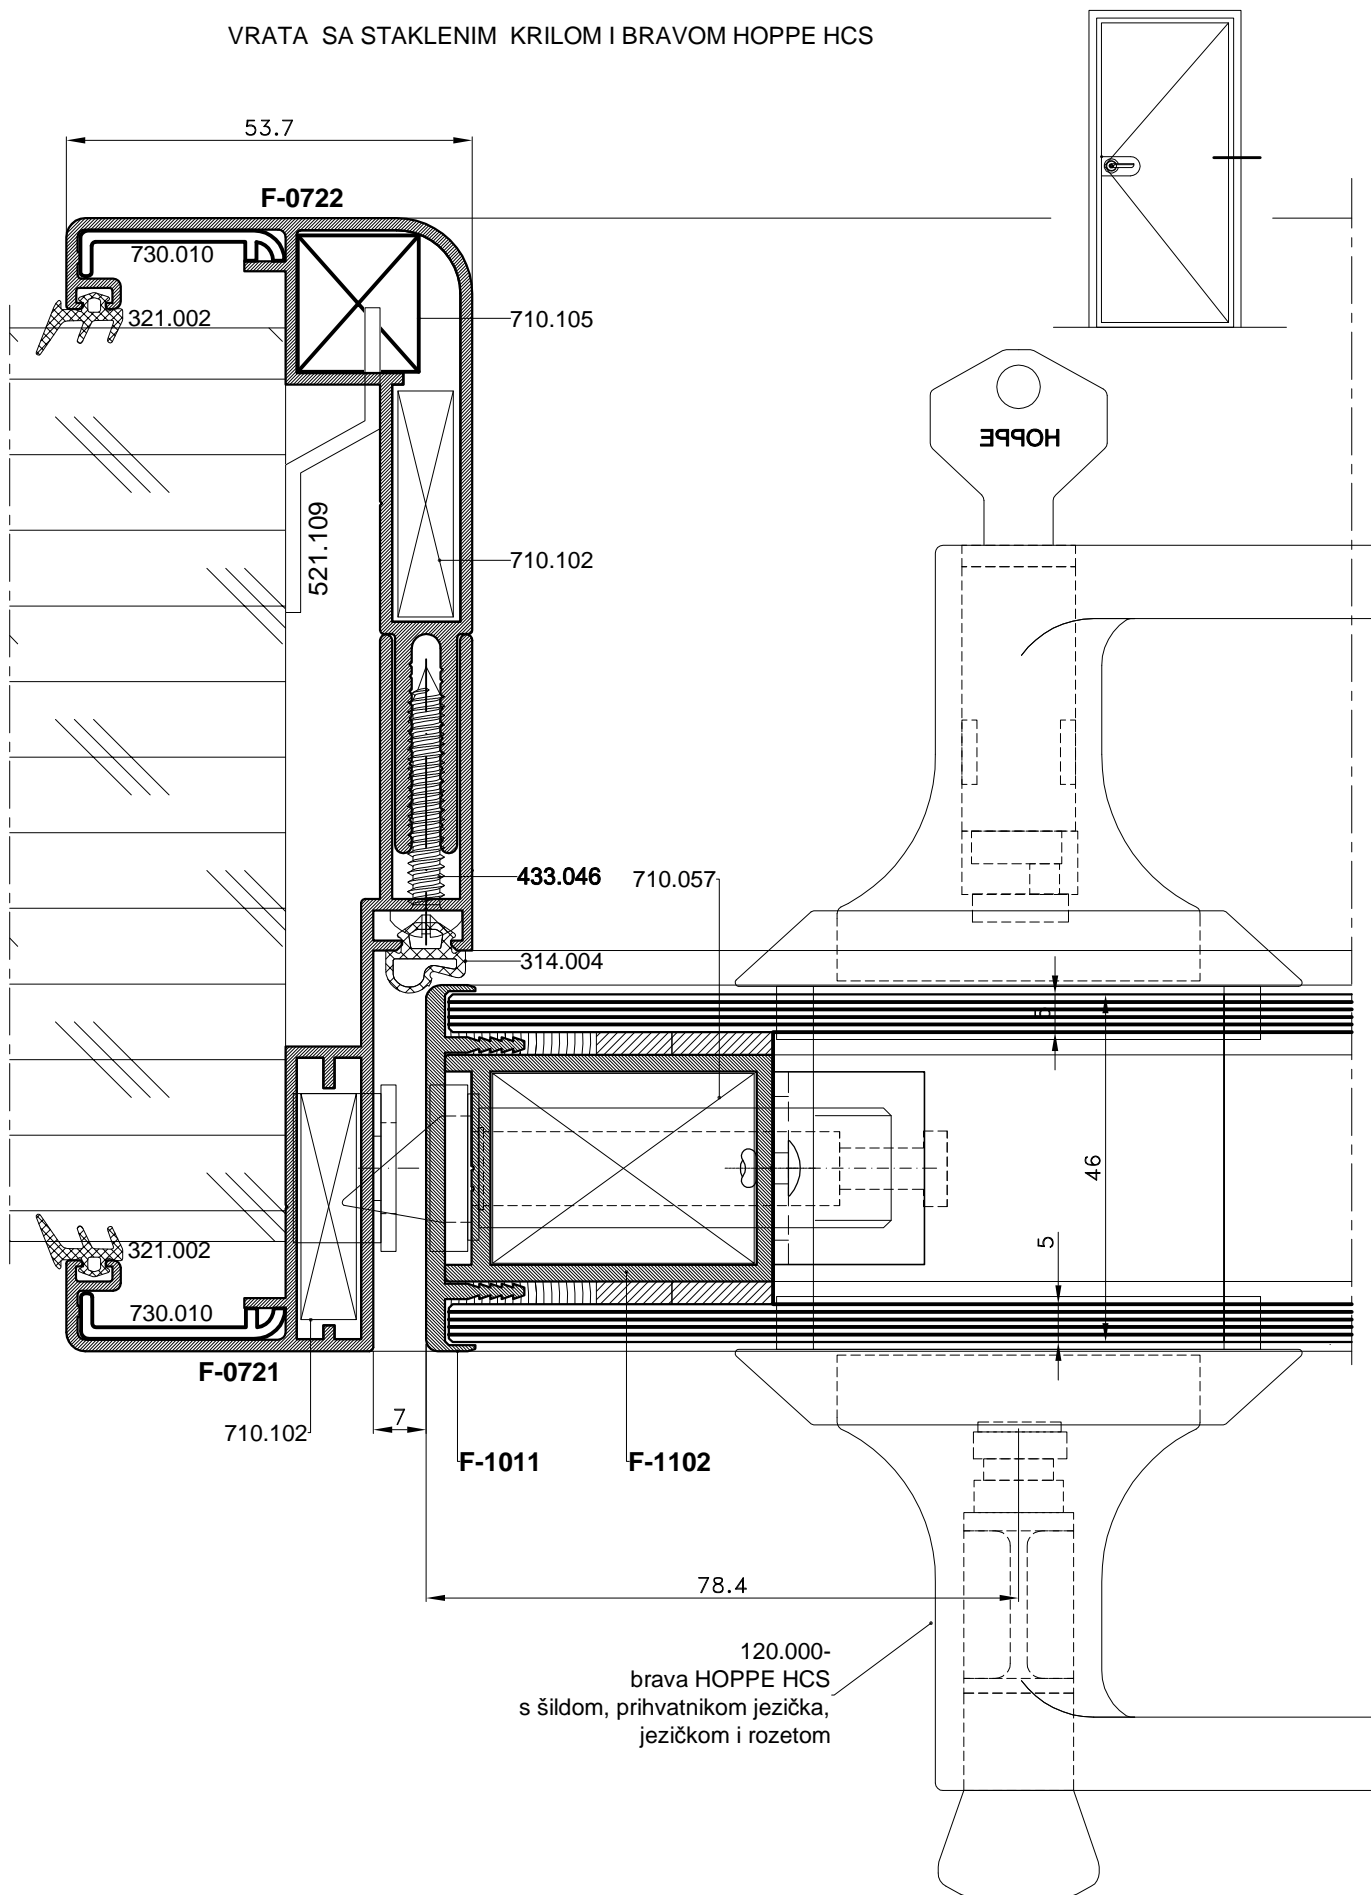 VRATA SA STAKLENIM KRILOM I BRAVOM HOPPE HCS
53.7
F-0722
730.010
321.002
710.105
HOPPE
521.109
710.102
433.046
710.057
314.004
5
46
5
321.002
730.010
F-0721
710.102
7
F-1011
F-1102
78.4
120.000-
brava HOPPE HCS
s šildom, prihvatnikom jezička,
jezičkom i rozetom